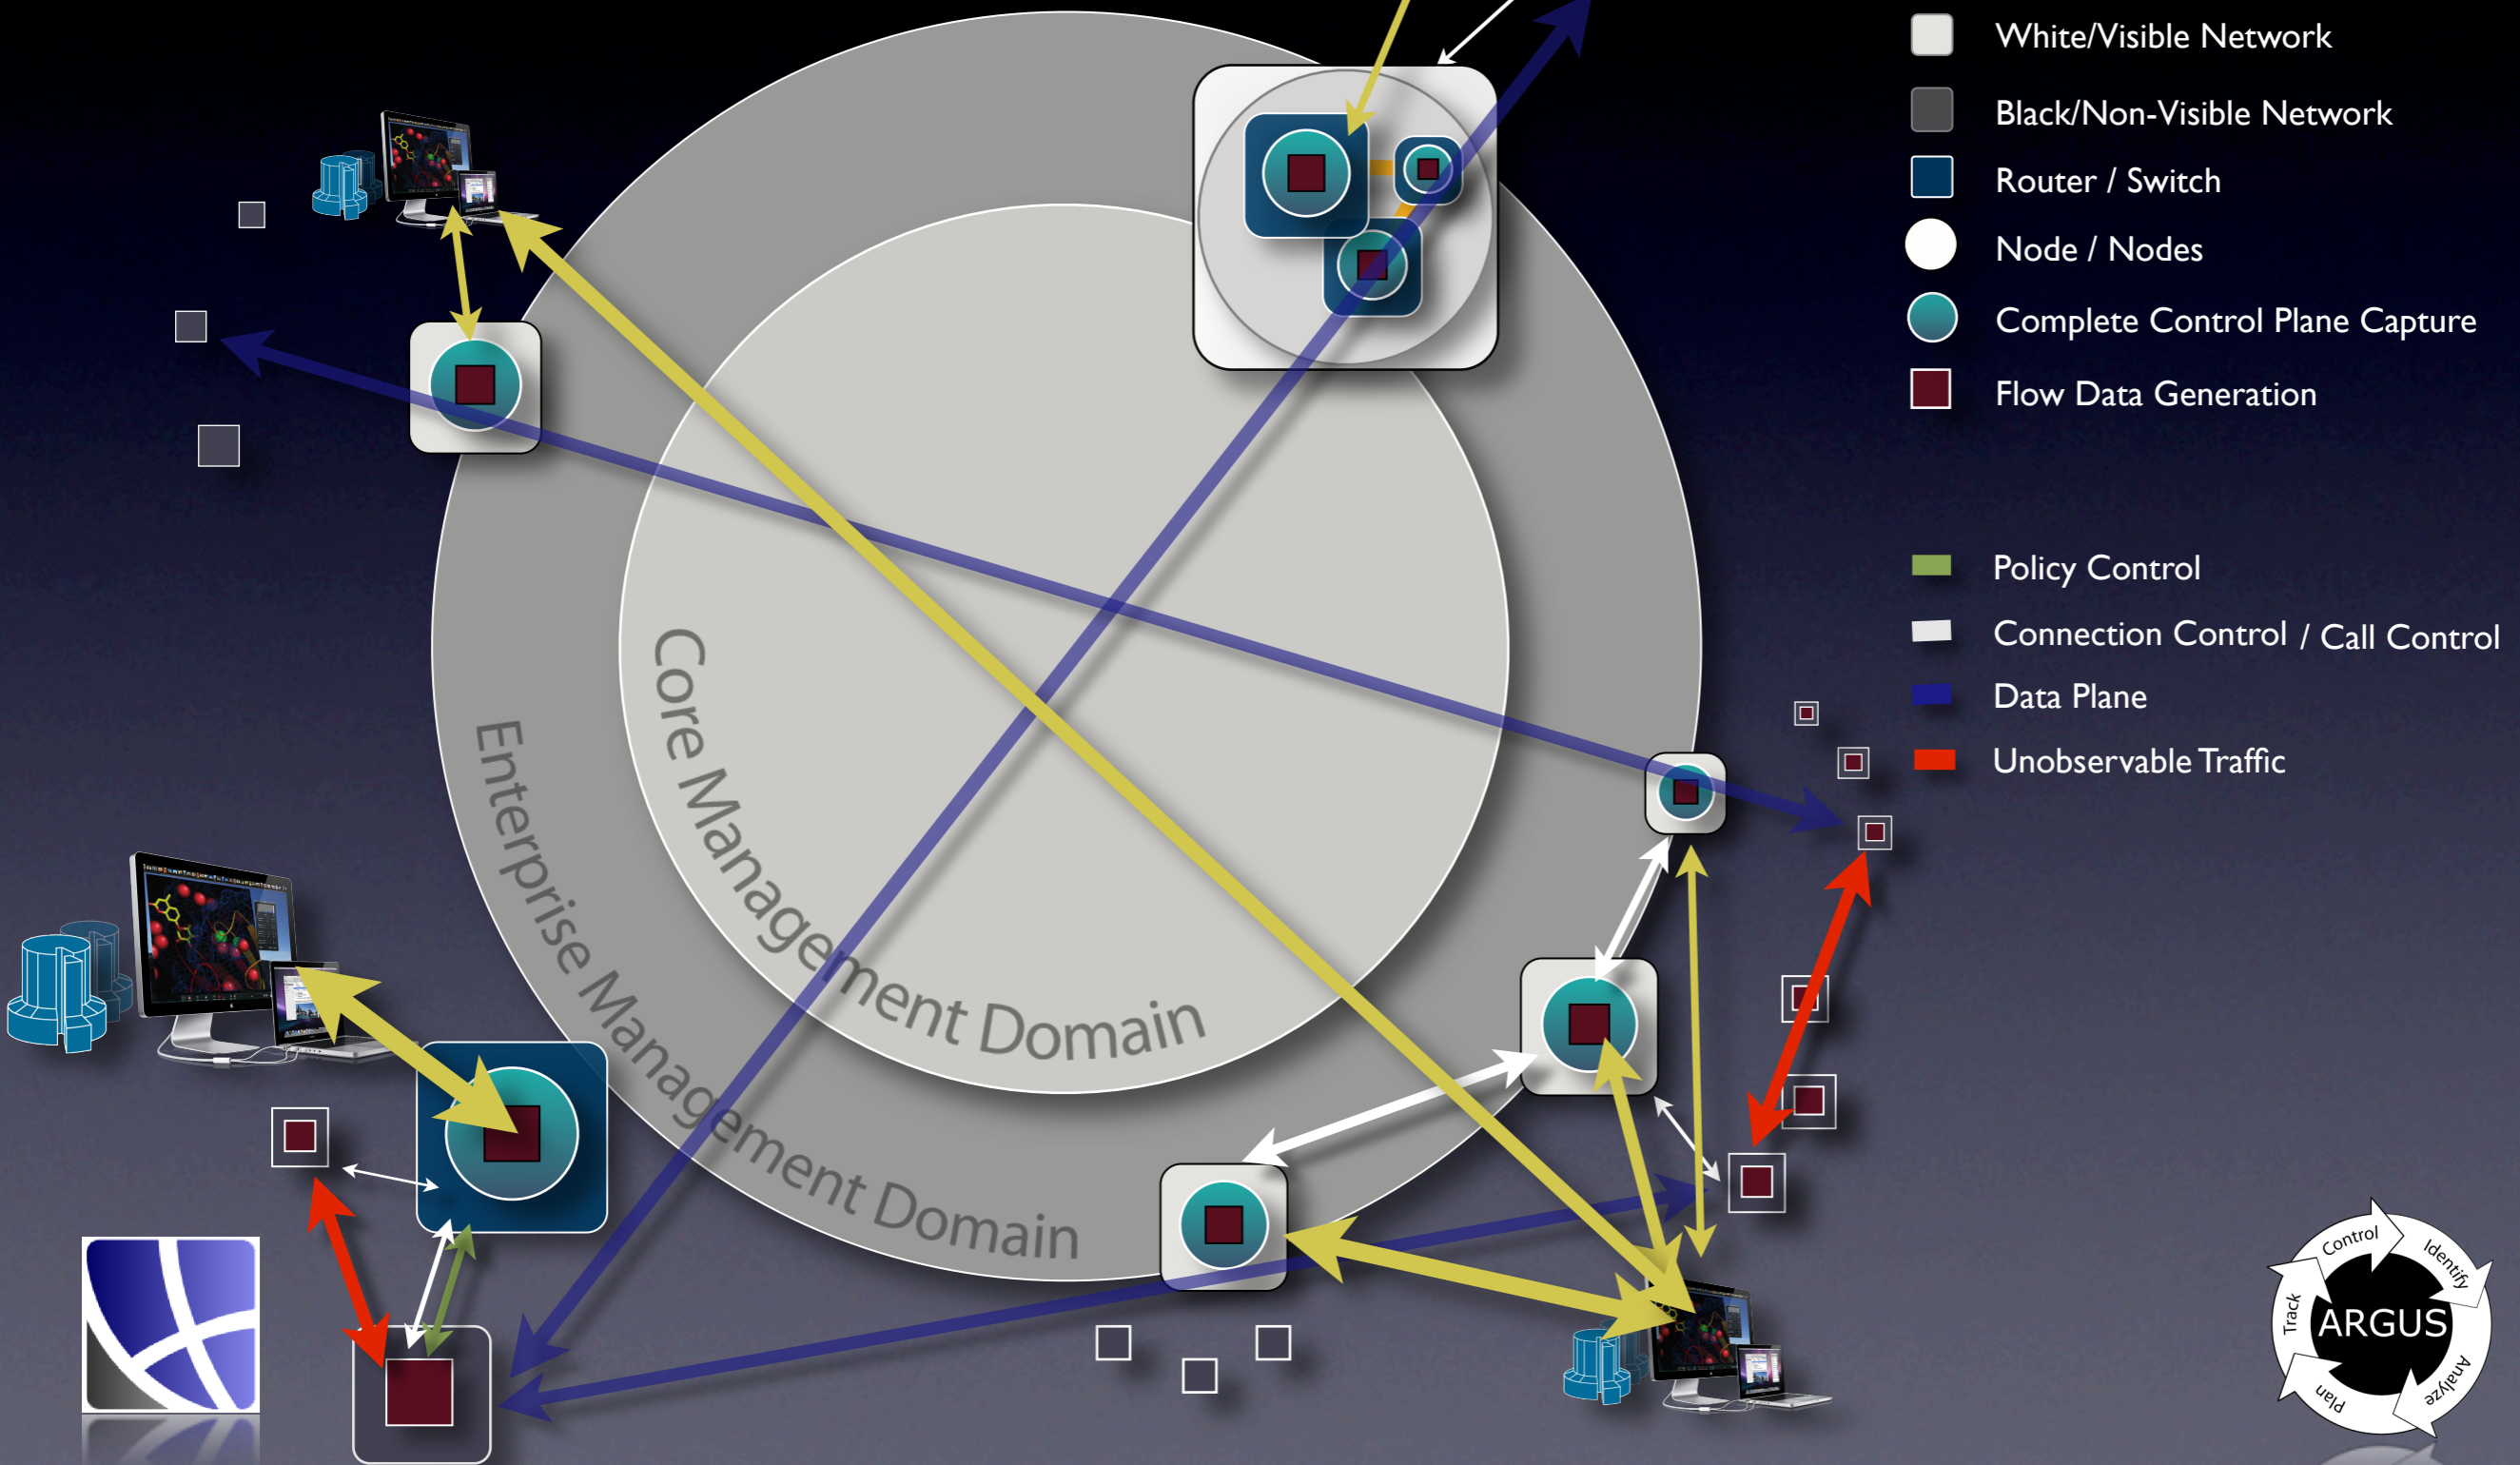 White/Visible Network
Black/Non-Visible Network
Router / Switch
Node / Nodes
Complete Control Plane Capture
Flow Data Generation
Policy Control
Connection Control / Call Control
Data Plane
Unobservable Traffic
Core Management Domain
Enterprise Management Domain
Control
Identify
Analyze
Plan
Track
ARGUS